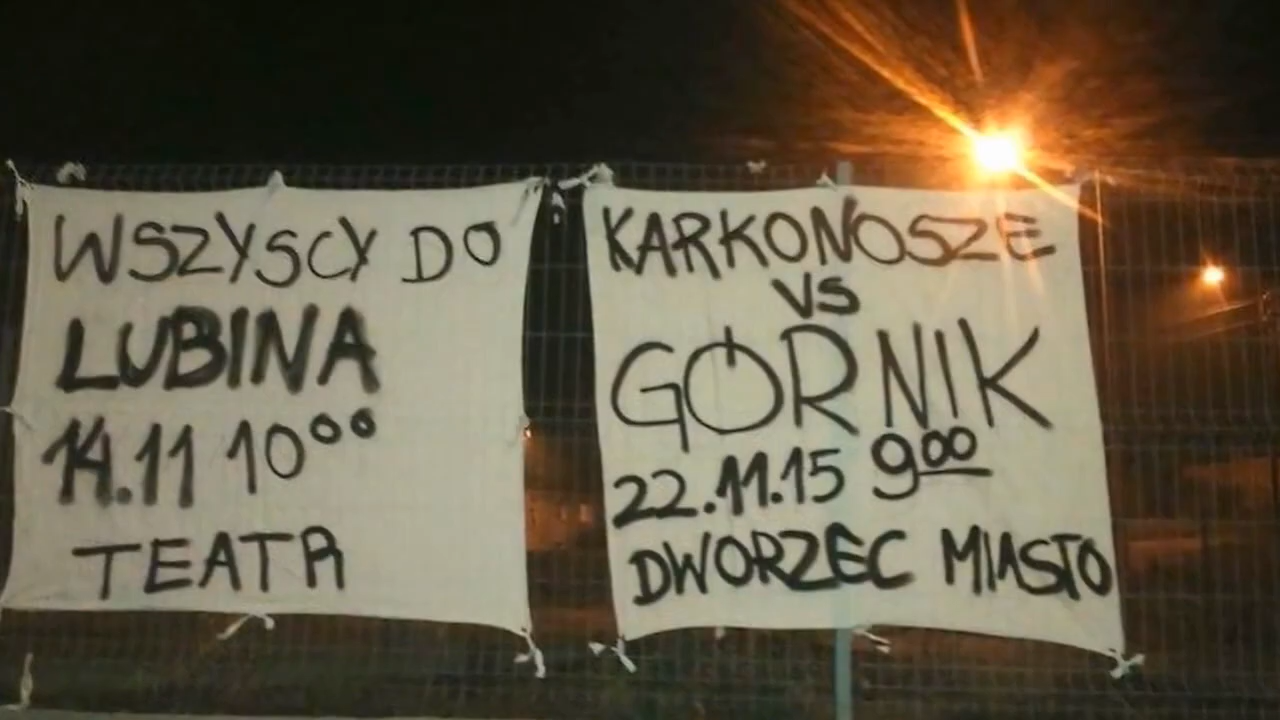 WSZYSCY DO
LUBINA
14.11 10⁰⁰
TEATR
KARKONOSZE
VS
GÓRNIK
22.11.15 9⁰⁰
DWORZEC MIASTO